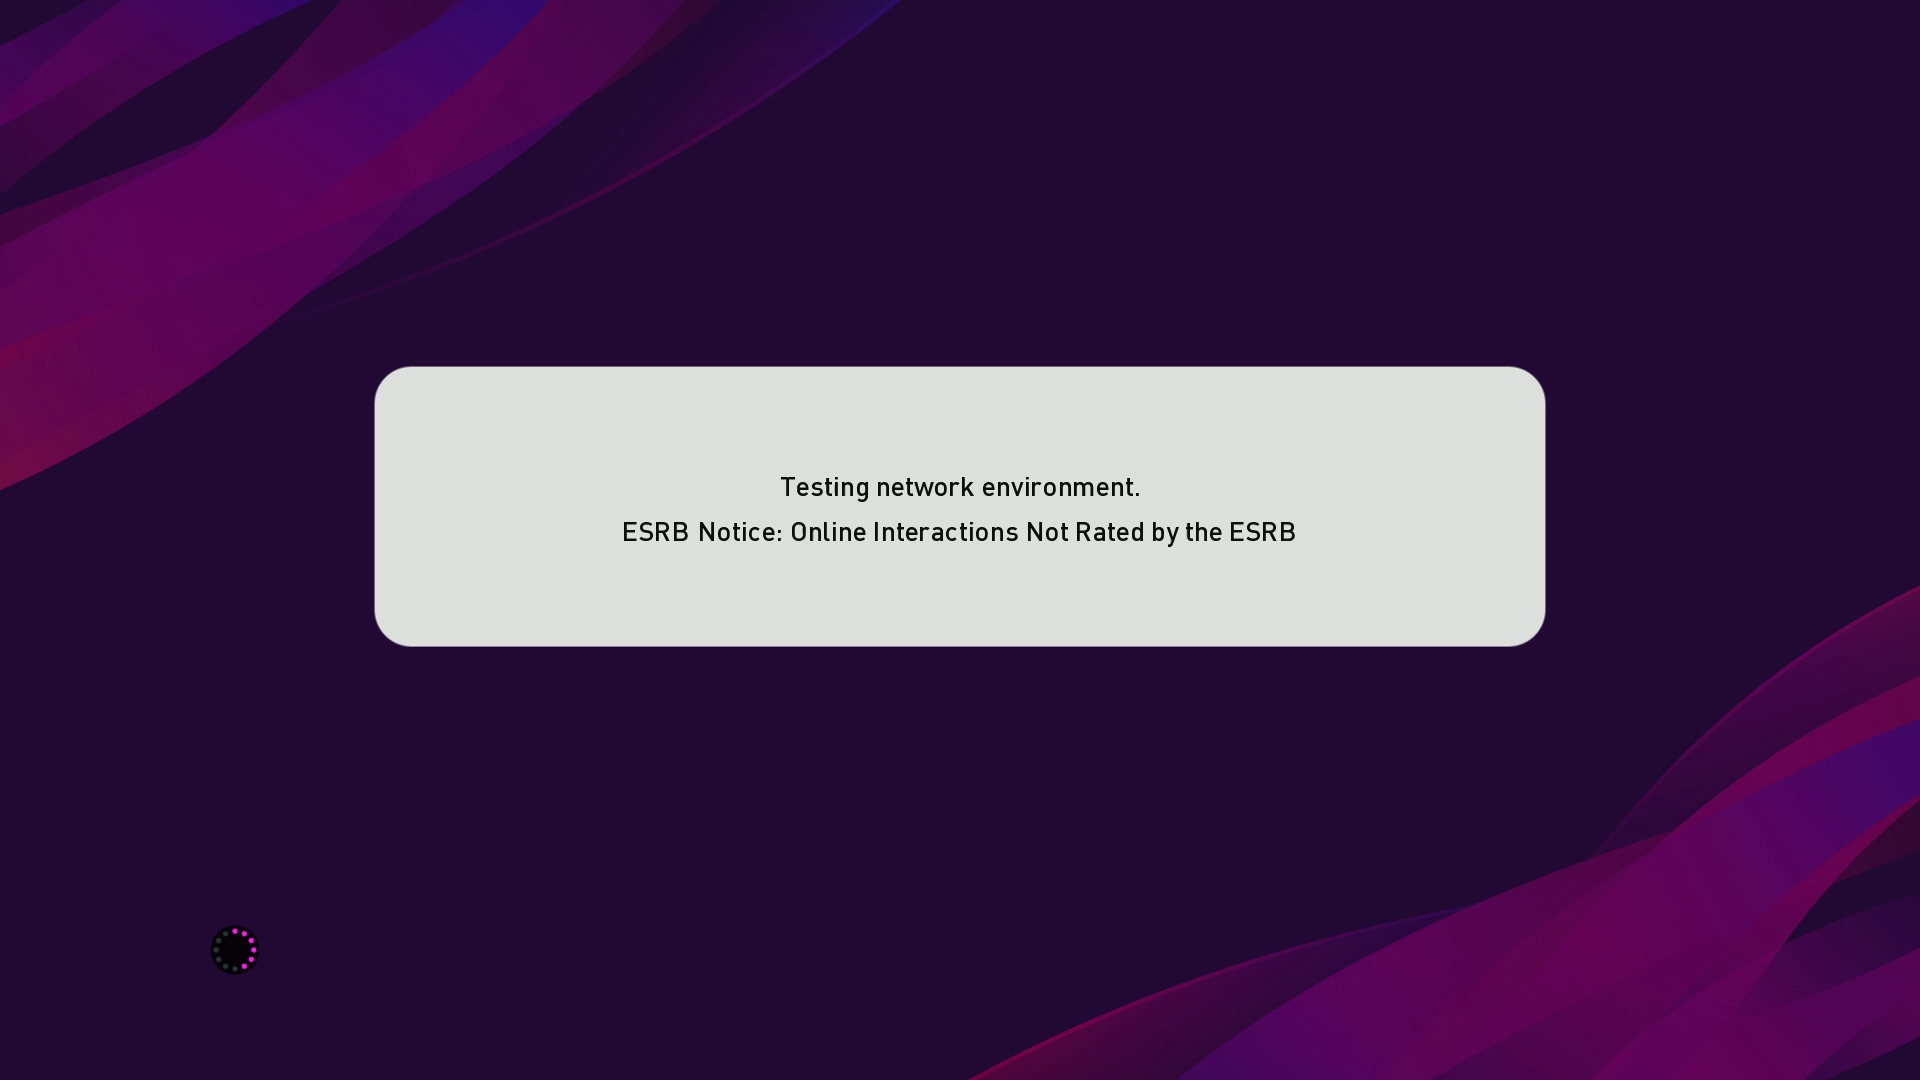 Testing network environment.
ESRB Notice: Online Interactions Not Rated by the ESRB